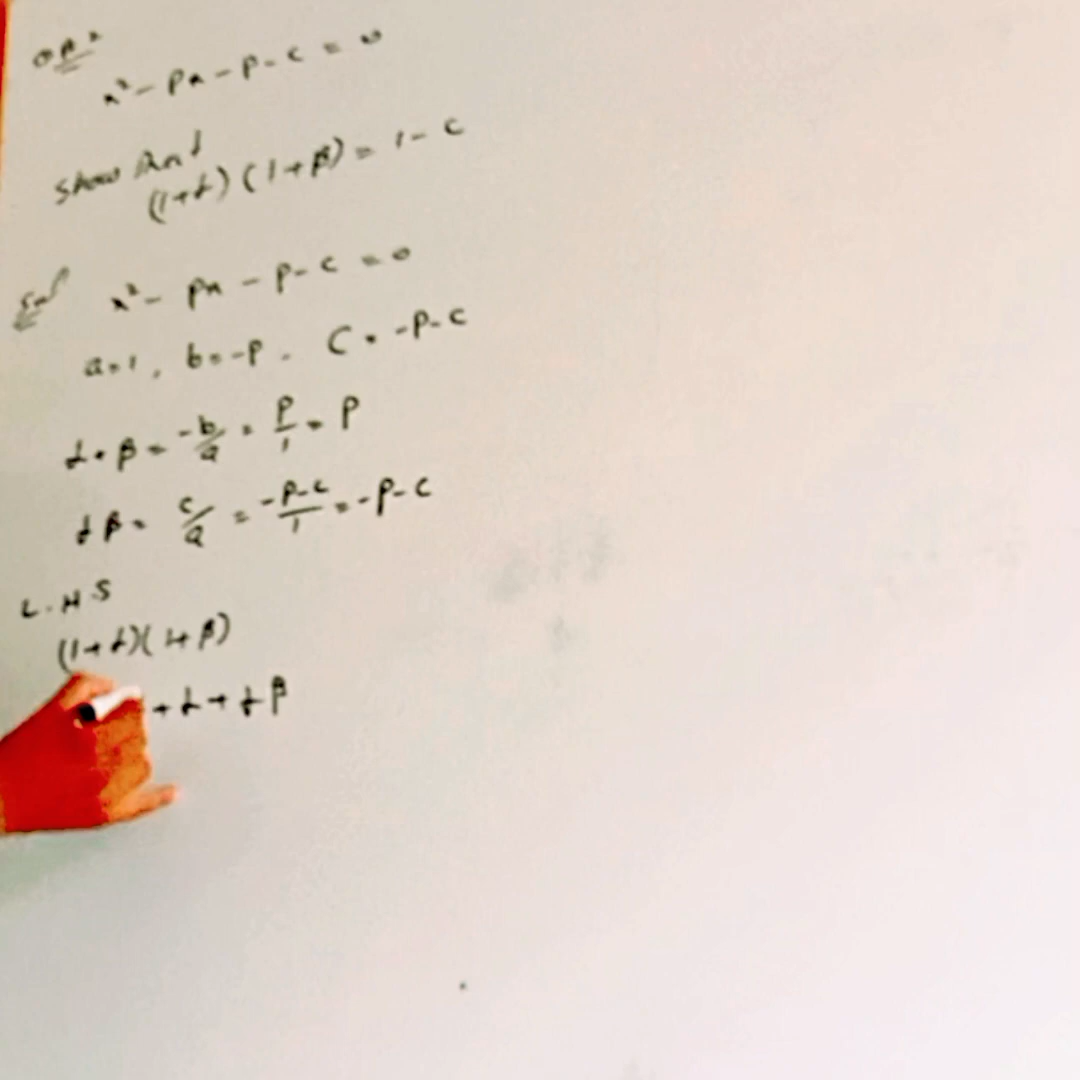 x² - px - p - c = 0
Show that
(1+α)(1+β) = 1 - c
Sol
x² - px - p - c = 0
a=1, b=-p, C = -p-c
α+β = -b/a = p/1 = p
αβ = c/a = -p-c/1 = -p-c
L.H.S
(1+α)(1+β)
+α+αβ